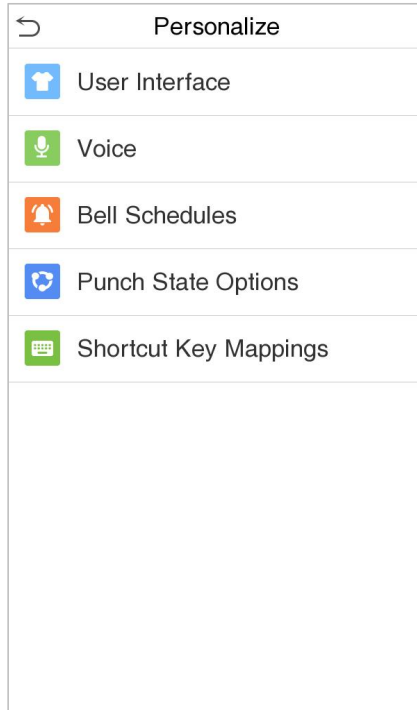 Personalize
User Interface
Voice
Bell Schedules
Punch State Options
Shortcut Key Mappings